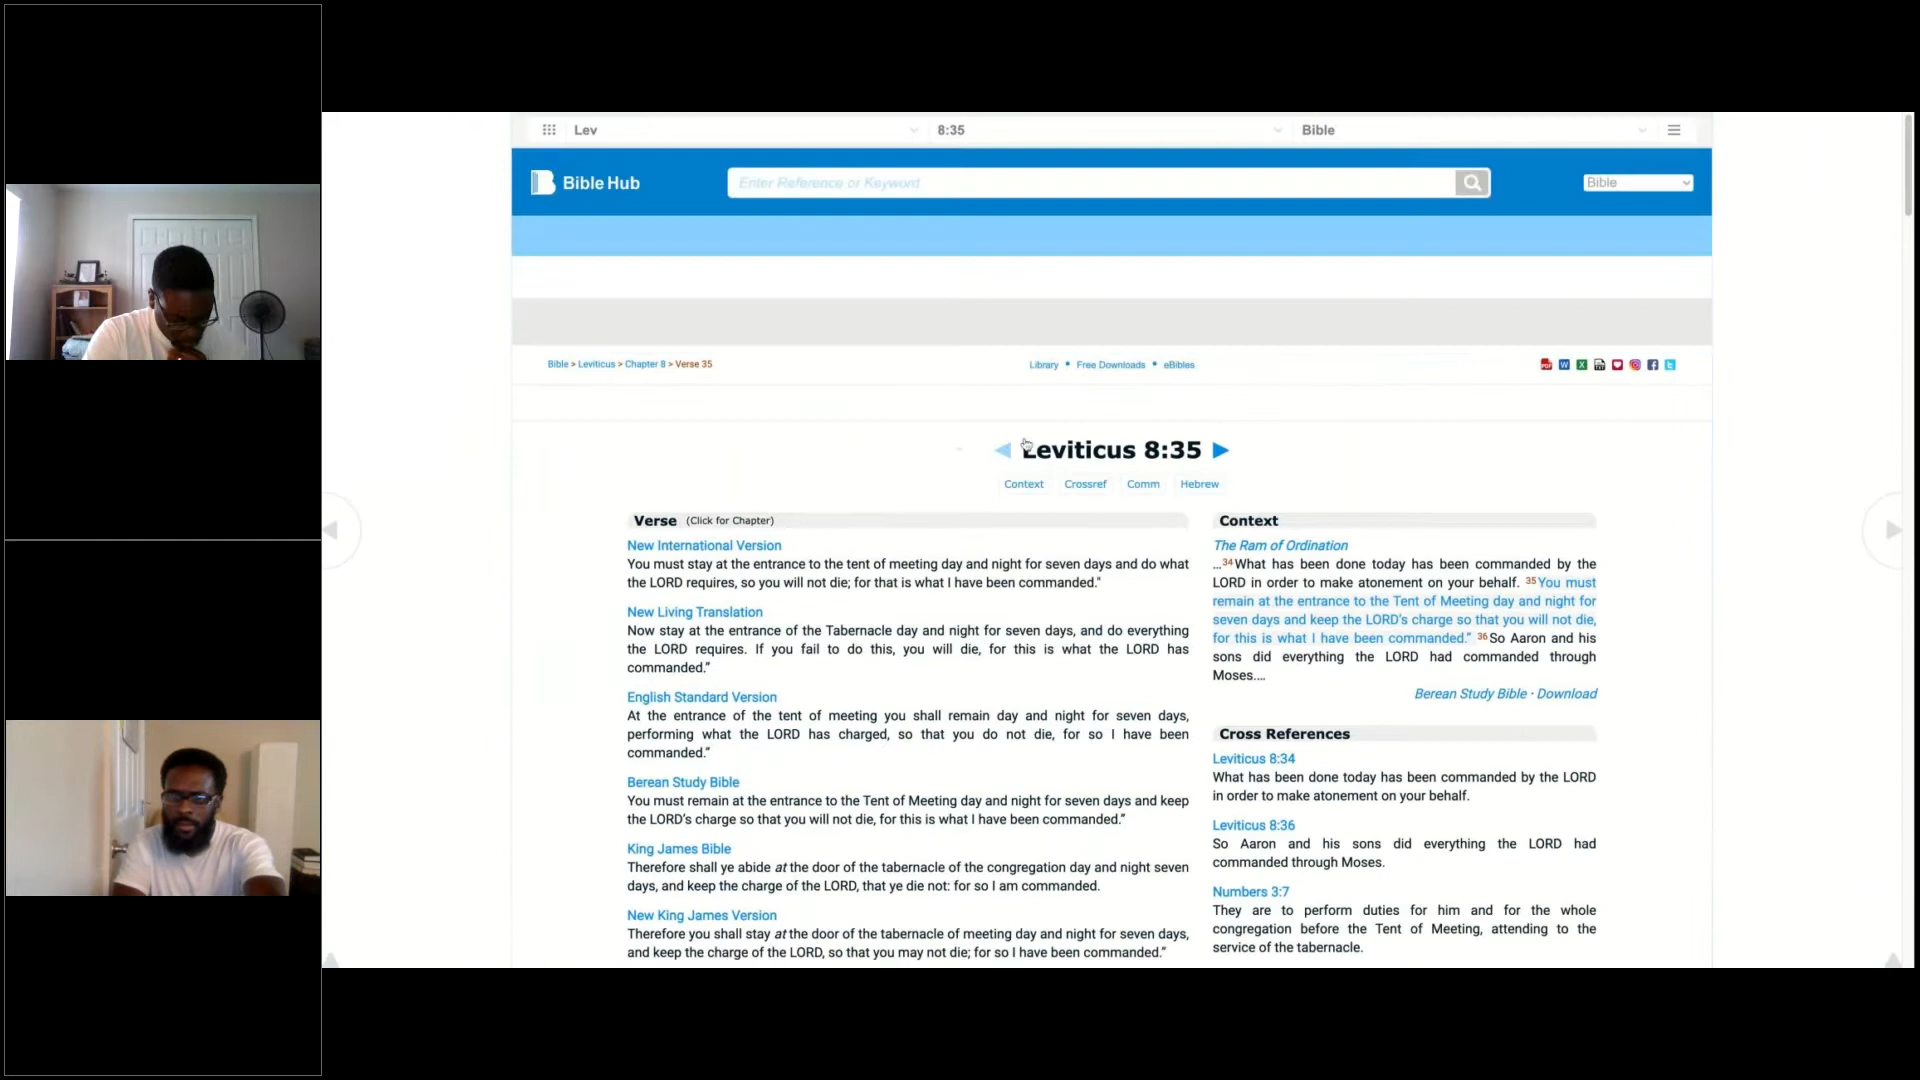 Lev 8:35 Bible
Bible Hub Enter Reference or Keyword Bible
Bible > Leviticus > Chapter 8 > Verse 35
Library • Free Downloads • eBibles
Leviticus 8:35
Context Crossref Comm Hebrew
Verse (Click for Chapter)
New International Version
You must stay at the entrance to the tent of meeting day and night for seven days and do what
the LORD requires, so you will not die; for that is what I have been commanded."
New Living Translation
Now stay at the entrance of the Tabernacle day and night for seven days, and do everything
the LORD requires. If you fail to do this, you will die, for this is what the LORD has
commanded.”
English Standard Version
At the entrance of the tent of meeting you shall remain day and night for seven days,
performing what the LORD has charged, so that you do not die, for so I have been
commanded.”
Berean Study Bible
You must remain at the entrance to the Tent of Meeting day and night for seven days and keep
the LORD’s charge so that you will not die, for this is what I have been commanded.”
King James Bible
Therefore shall ye abide at the door of the tabernacle of the congregation day and night seven
days, and keep the charge of the LORD, that ye die not: for so I am commanded.
New King James Version
Therefore you shall stay at the door of the tabernacle of meeting day and night for seven days,
and keep the charge of the LORD, so that you may not die; for so I have been commanded.”
Context
The Ram of Ordination
…34What has been done today has been commanded by the
LORD in order to make atonement on your behalf. 35You must
remain at the entrance to the Tent of Meeting day and night for
seven days and keep the LORD’s charge so that you will not die,
for this is what I have been commanded.” 36So Aaron and his
sons did everything the LORD had commanded through
Moses.…
Berean Study Bible · Download
Cross References
Leviticus 8:34
What has been done today has been commanded by the LORD
in order to make atonement on your behalf.
Leviticus 8:36
So Aaron and his sons did everything the LORD had
commanded through Moses.
Numbers 3:7
They are to perform duties for him and for the whole
congregation before the Tent of Meeting, attending to the
service of the tabernacle.